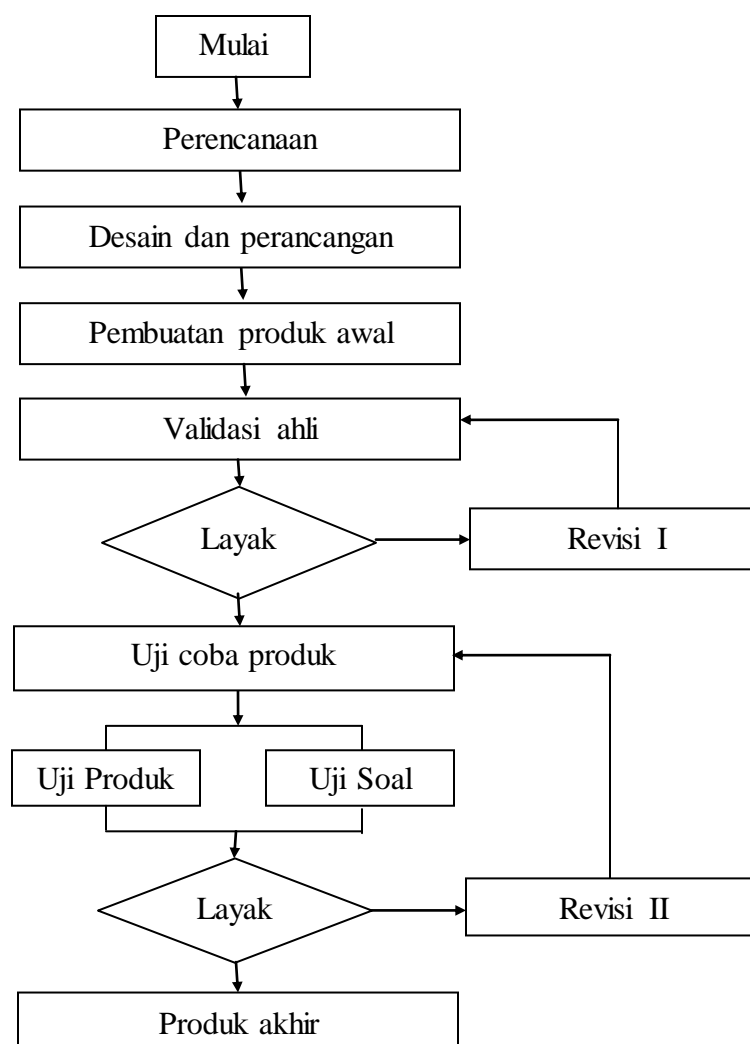 Mulai
Perencanaan
Desain dan perancangan
Pembuatan produk awal
Validasi ahli
Layak
Revisi I
Uji coba produk
Uji Produk
Uji Soal
Layak
Revisi II
Produk akhir